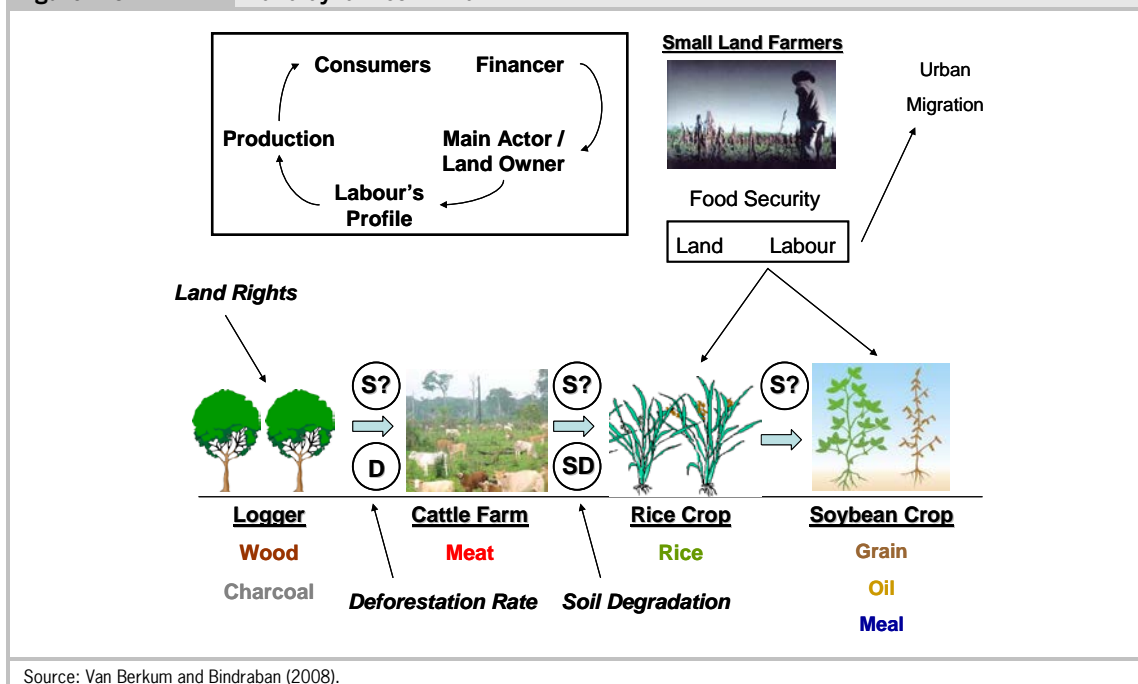 Small Land Farmers
Consumers Financer
Urban
Migration
Production
Main Actor /
Land Owner
Labour's
Profile
Food Security
Land Labour
Land Rights
S? S? S?
D SD
Logger Cattle Farm Rice Crop Soybean Crop
Wood Meat Rice Grain
Charcoal Oil
Deforestation Rate Soil Degradation
Meal
Source: Van Berkum and Bindraban (2008).